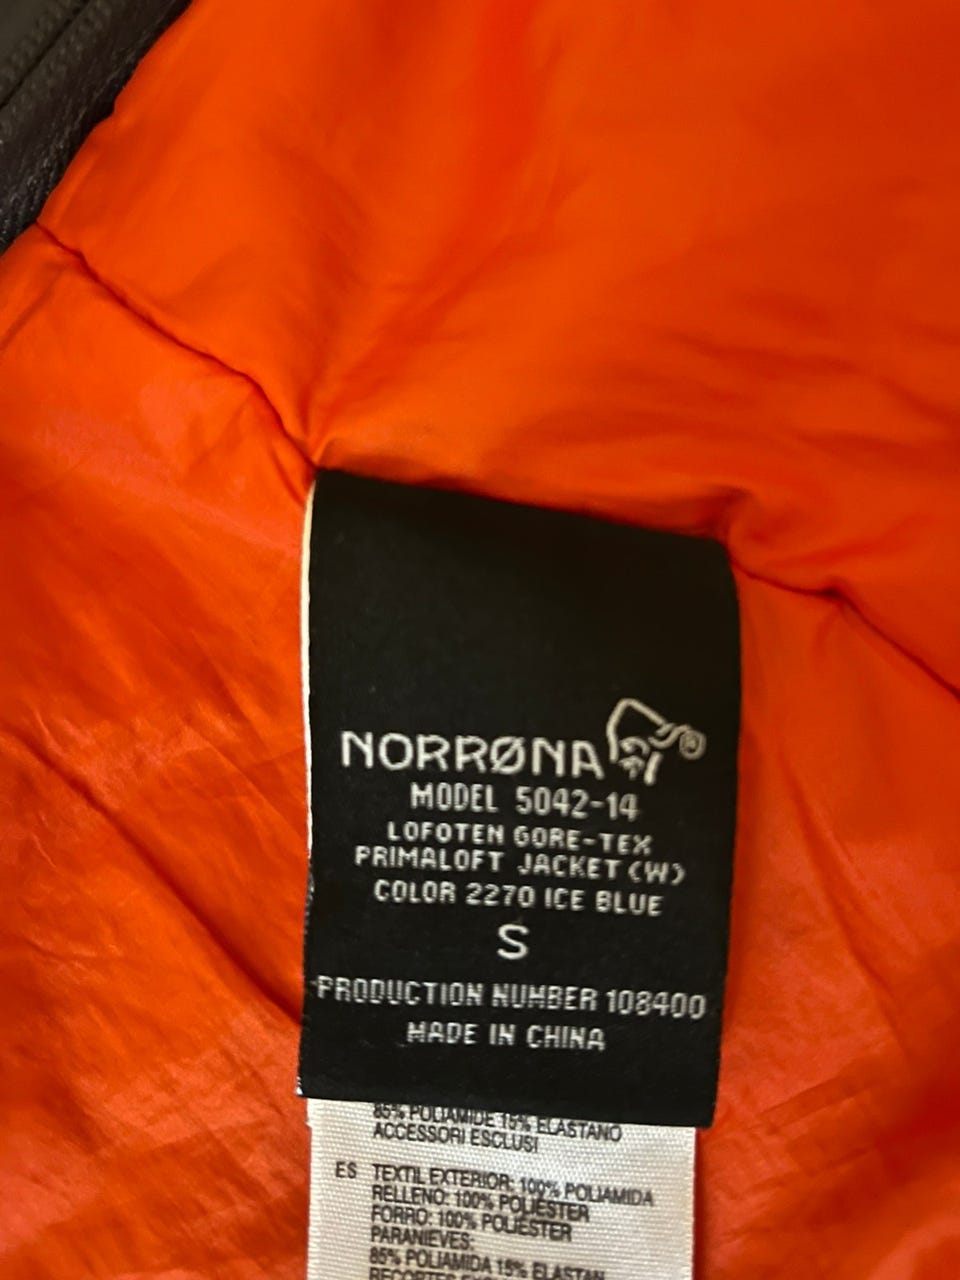 NORRØNA ®
MODEL 5042-14
LOFOTEN GORE-TEX
PRIMALOFT JACKET (W)
COLOR 2270 ICE BLUE
S
PRODUCTION NUMBER 108400
MADE IN CHINA
85% POLIAMIDE 15% ELASTANO
ACCESSORI ESCLUSI
ES TEXTIL EXTERIOR: 100% POLIAMIDA
RELLENO: 100% POLIÉSTER
FORRO: 100% POLIÉSTER
PARANIEVES:
85% POLIAMIDA 15% ELASTAN